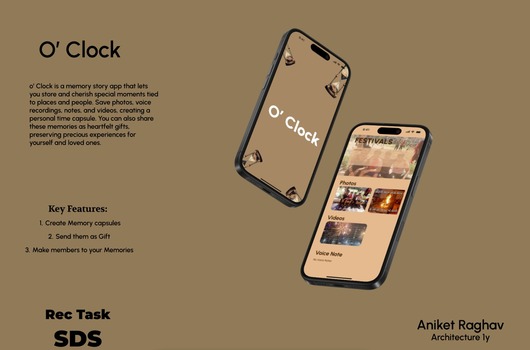 O' Clock
o' Clock is a memory story app that lets
you store and cherish special moments tied
to places and people. Save photos, voice
recordings, notes, and videos, creating a
personal time capsule. You can also share
these memories as heartfelt gifts,
preserving precious experiences for
yourself and loved ones.
Key Features:
1. Create Memory capsules
2. Send them as Gift
3. Make members to your Memories
Rec Task
SDS
O' Clock
FESTIVALS
Photos
Videos
Voice Note
Aniket Raghav
Architecture 1y